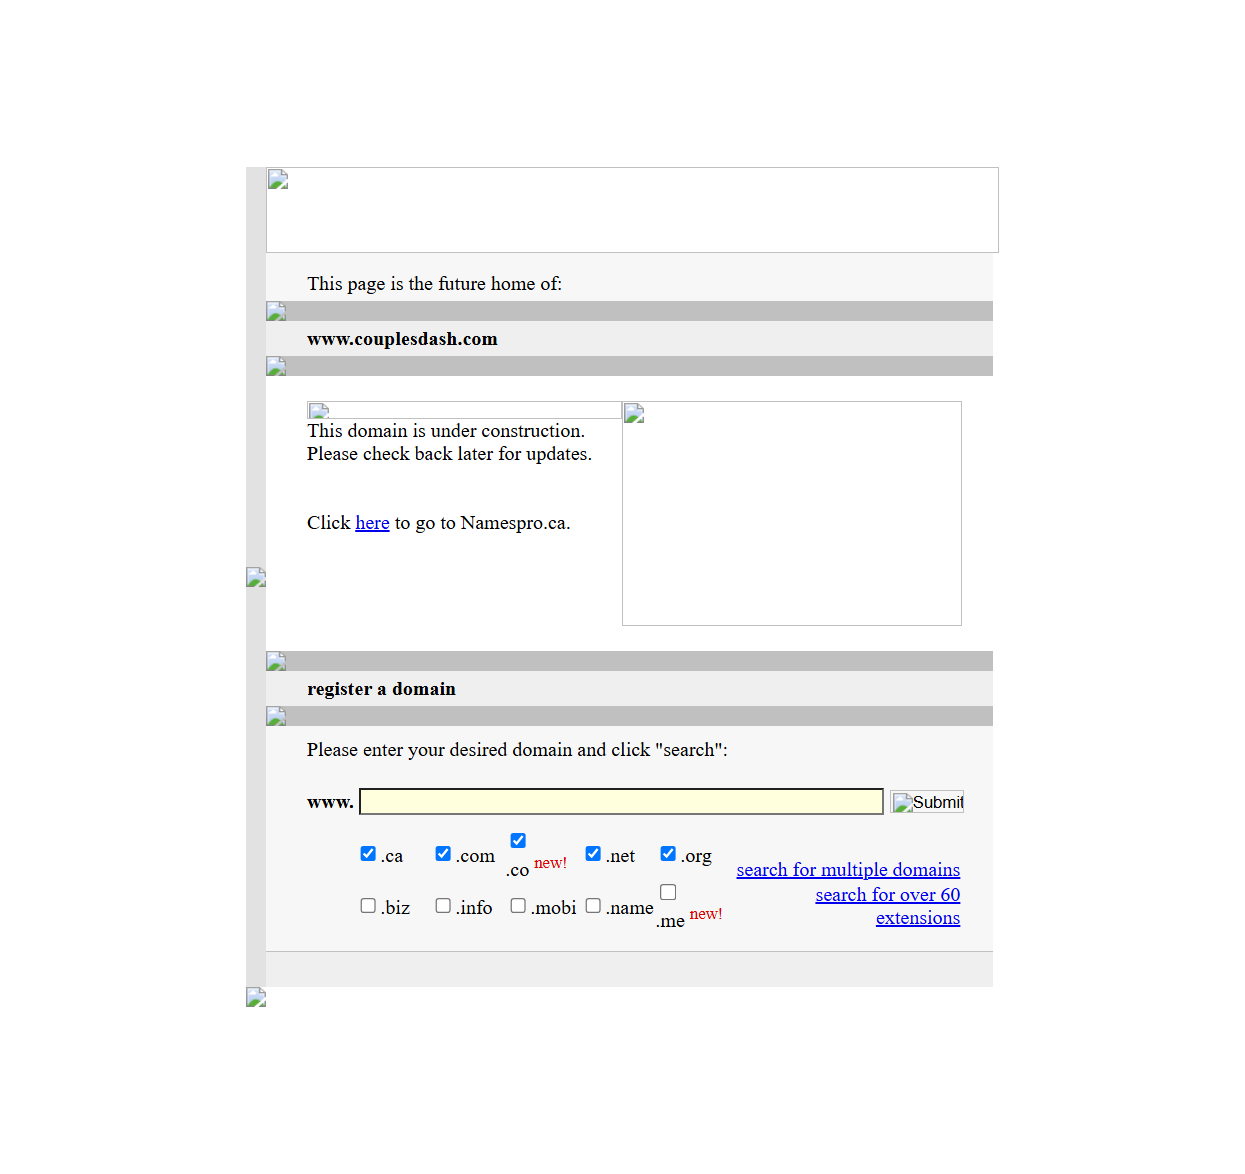 This page is the future home of:
www.couplesdash.com
This domain is under construction.
Please check back later for updates.
Click here to go to Namespro.ca.
register a domain
Please enter your desired domain and click "search":
www. Submit
.ca .com .co new! .net .org
search for multiple domains
.biz .info .mobi .name .me new!
search for over 60
extensions